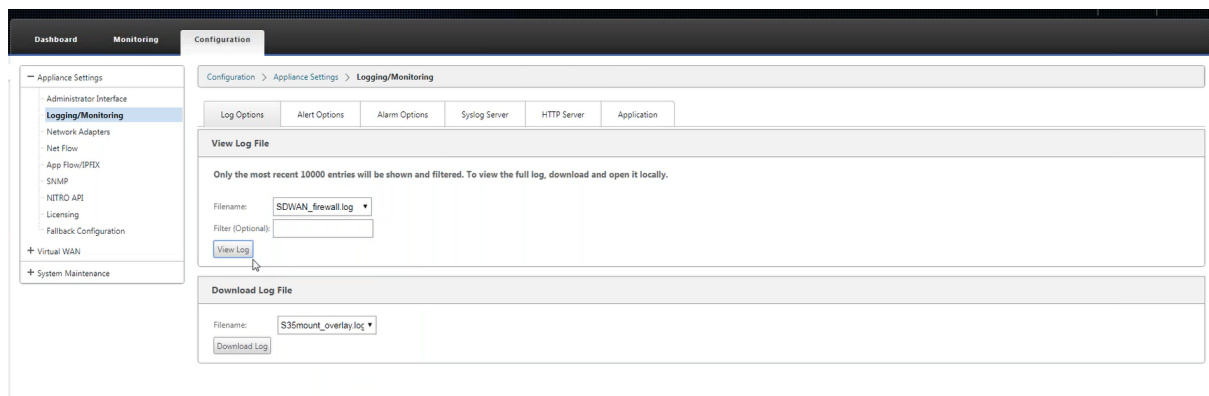 Dashboard Monitoring Configuration
Appliance Settings
Administrator Interface
Logging/Monitoring
Network Adapters
Net Flow
App Flow/IPFIX
SNMP
NITRO API
Licensing
Fallback Configuration
+ Virtual WAN
+ System Maintenance
Configuration > Appliance Settings > Logging/Monitoring
Log Options Alert Options Alarm Options Syslog Server HTTP Server Application
View Log File
Only the most recent 10000 entries will be shown and filtered. To view the full log, download and open it locally.
Filename: SDWAN_firewall.log
Filter (Optional):
View Log
Download Log File
Filename: S35mount_overlay.log
Download Log